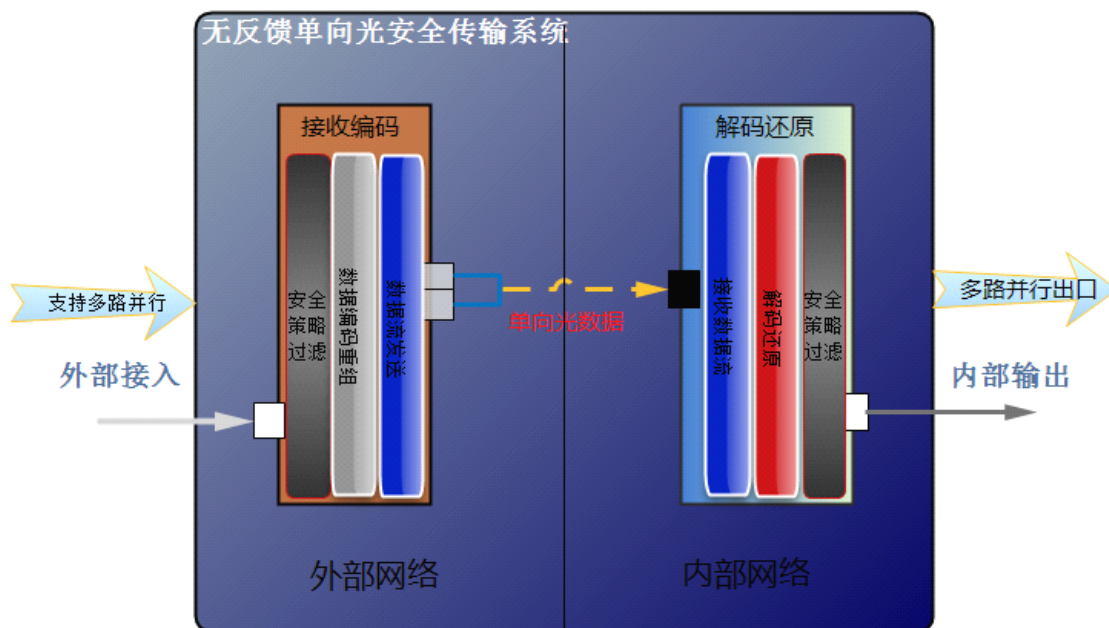 无反馈单向光安全传输系统
接收编码
解码还原
安全
策略
过滤
数据编码重组
数据流发送
接收数据流
解码还原
安全
策略
过滤
支持多路并行
单向光数据
多路并行出口
外部接入
内部输出
外部网络
内部网络